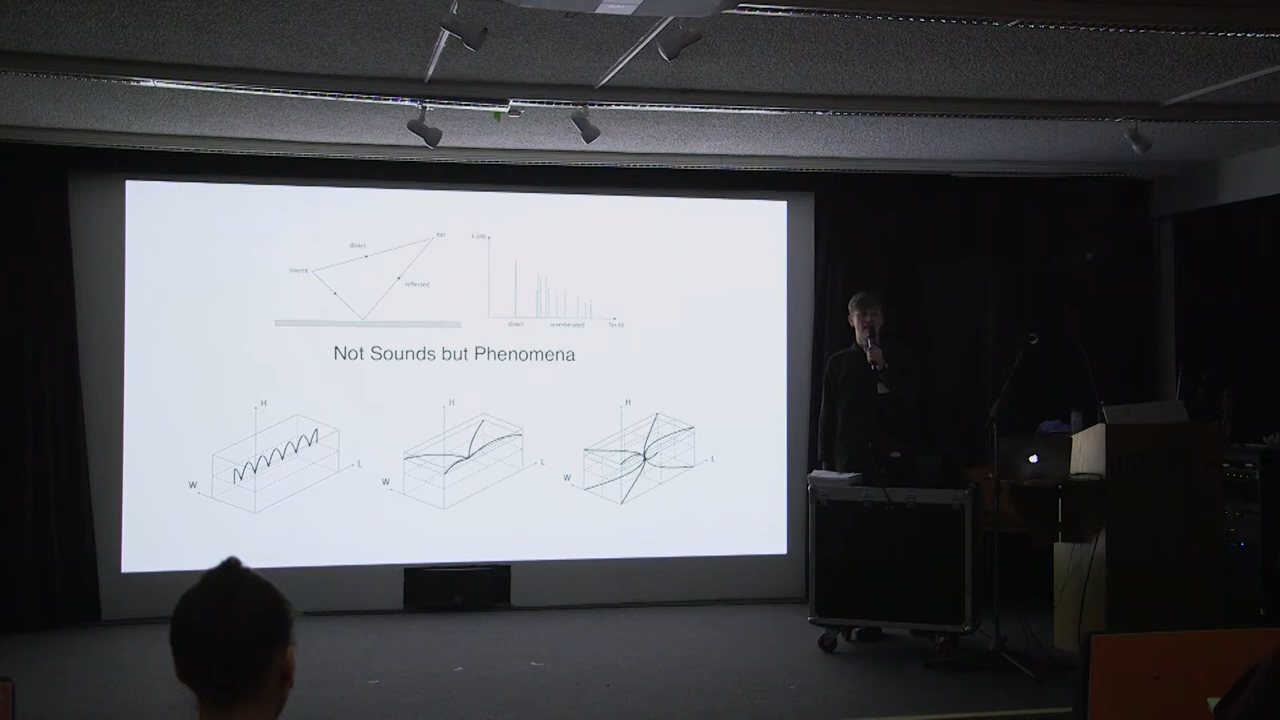 direct
ear
source
reflected
direct
reverberated
Not Sounds but Phenomena
H
W
L
H
W
L
H
W
L